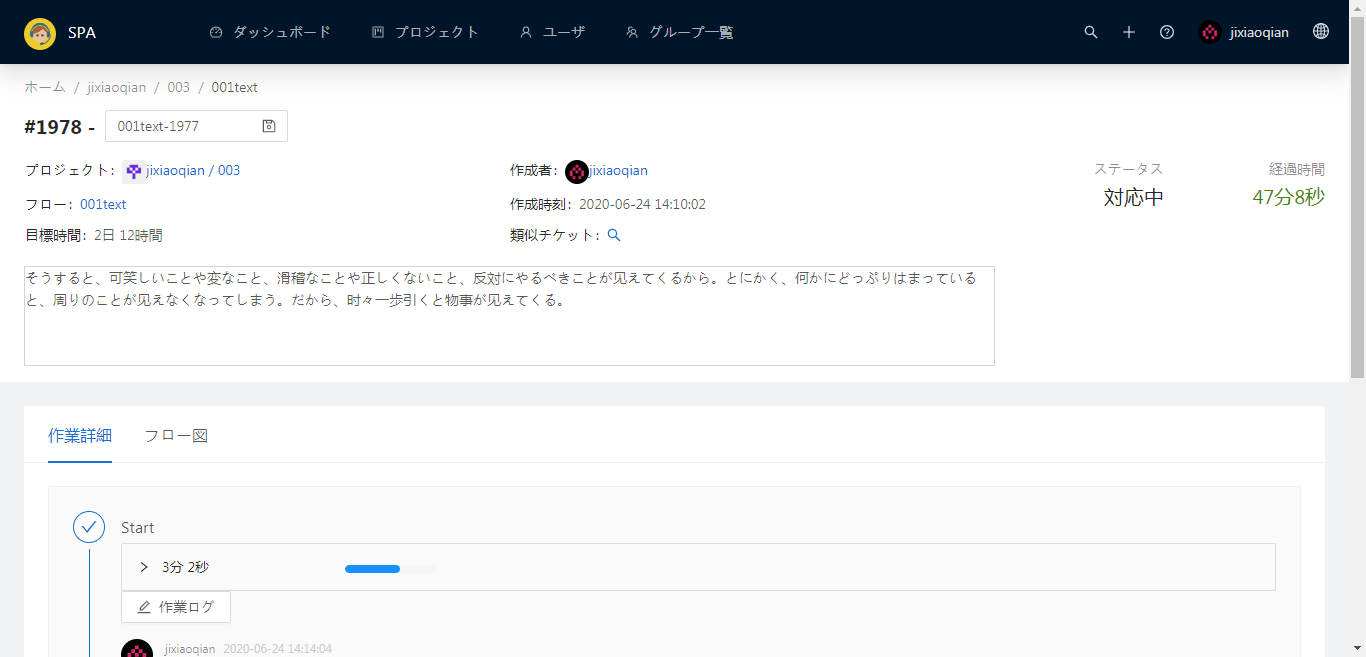 SPA ダッシュボード プロジェクト ユーザ グループ一覧 jixiaoqian
ホーム / jixiaoqian / 003 / 001text
#1978 - 001text-1977
プロジェクト: jixiaoqian / 003 作成者: jixiaoqian ステータス 経過時間
対応中 47分8秒
フロー: 001text 作成時刻: 2020-06-24 14:10:02
目標時間: 2日 12時間 類似チケット:
そうすると、可笑しいことや变なこと、滑稽なことや正しくないこと、反対にやるべきことが见えてくるから。とにかく、何かにどっぷりはまっている
と、周りのことが见えなくなってしまう。だから、时々一歩引くと物事が见えてくる。
作業詳細 フロー図
Start
3分 2秒
作業ログ
jixiaoqian 2020-06-24 14:14:04